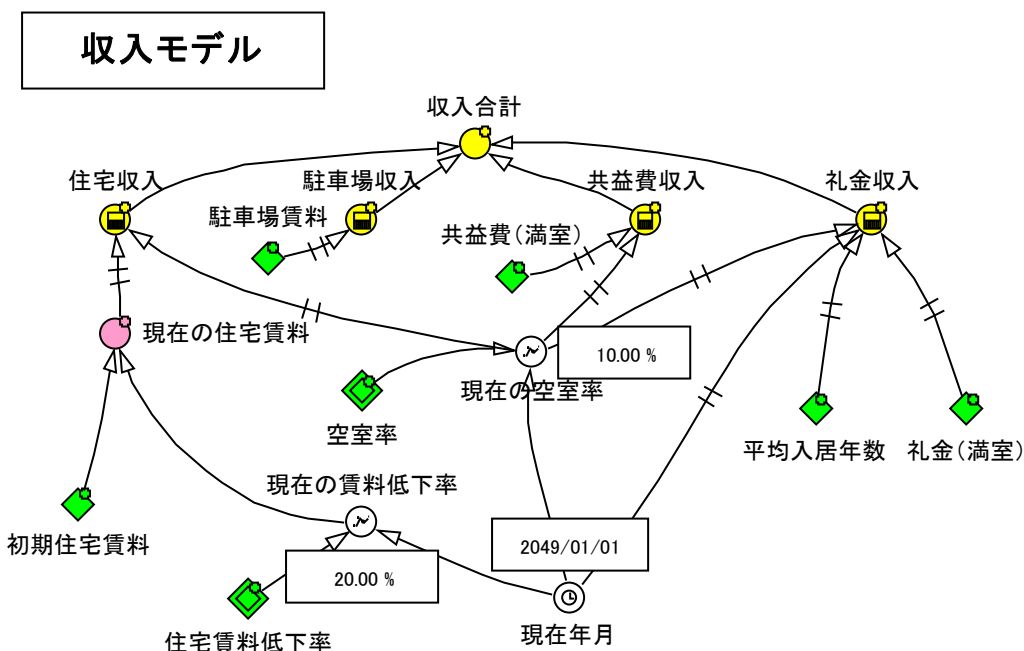 収入モデル
収入合計
住宅収入
駐車場収入
共益費収入
礼金収入
駐車場賃料
共益費(満室)
現在の住宅賃料
10.00 %
現在の空室率
空室率
平均入居年数
礼金(満室)
現在の賃料低下率
初期住宅賃料
2049/01/01
20.00 %
現在年月
住宅賃料低下率